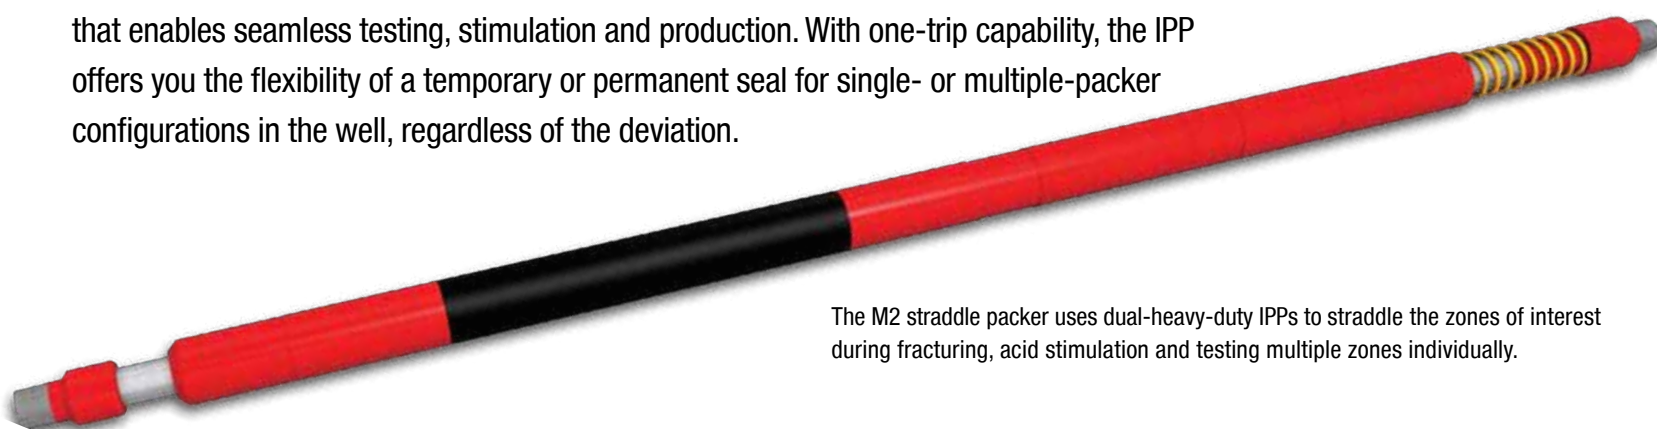 that enables seamless testing, stimulation and production. With one-trip capability, the IPP
offers you the flexibility of a temporary or permanent seal for single- or multiple-packer
configurations in the well, regardless of the deviation.
The M2 straddle packer uses dual-heavy-duty IPPs to straddle the zones of interest
during fracturing, acid stimulation and testing multiple zones individually.